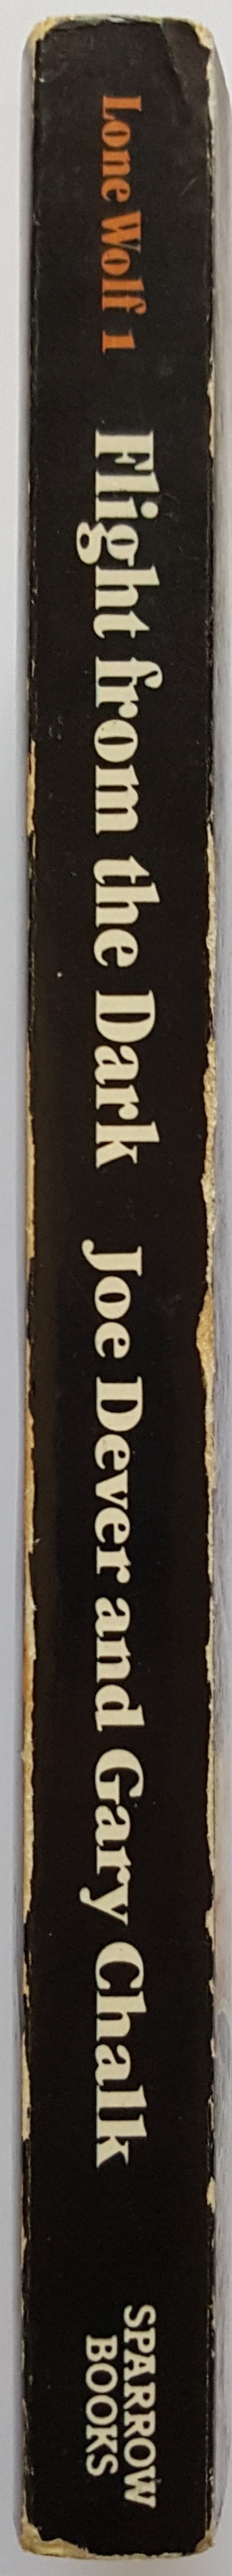 Lone Wolf 1 Flight from the Dark Joe Dever and Gary Chalk
SPARROW
BOOKS